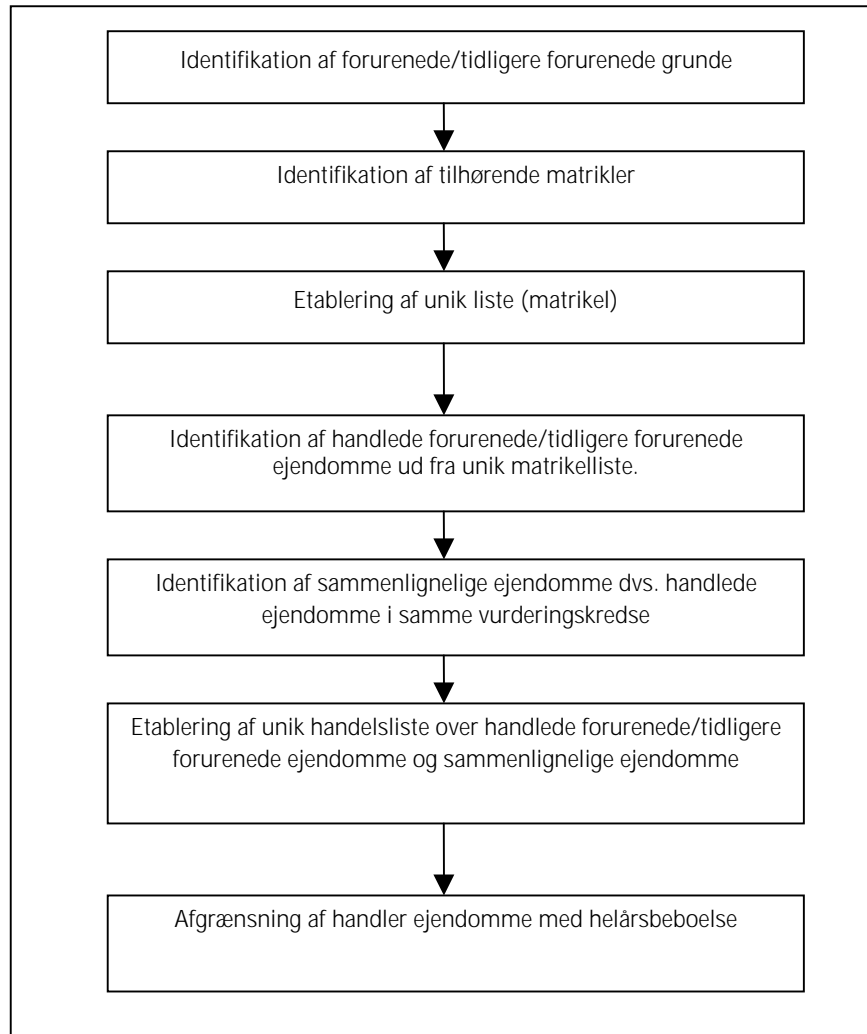 Identifikation af forurenede/tidligere forurenede grunde
Identifikation af tilhørende matrikler
Etablering af unik liste (matrikel)
Identifikation af handlede forurenede/tidligere forurenede
ejendomme ud fra unik matrikelliste.
Identifikation af sammenlignelige ejendomme dvs. handlede
ejendomme i samme vurderingskredse
Etablering af unik handelsliste over handlede forurenede/tidligere
forurenede ejendomme og sammenlignelige ejendomme
Afgrænsning af handler ejendomme med helårsbeboelse